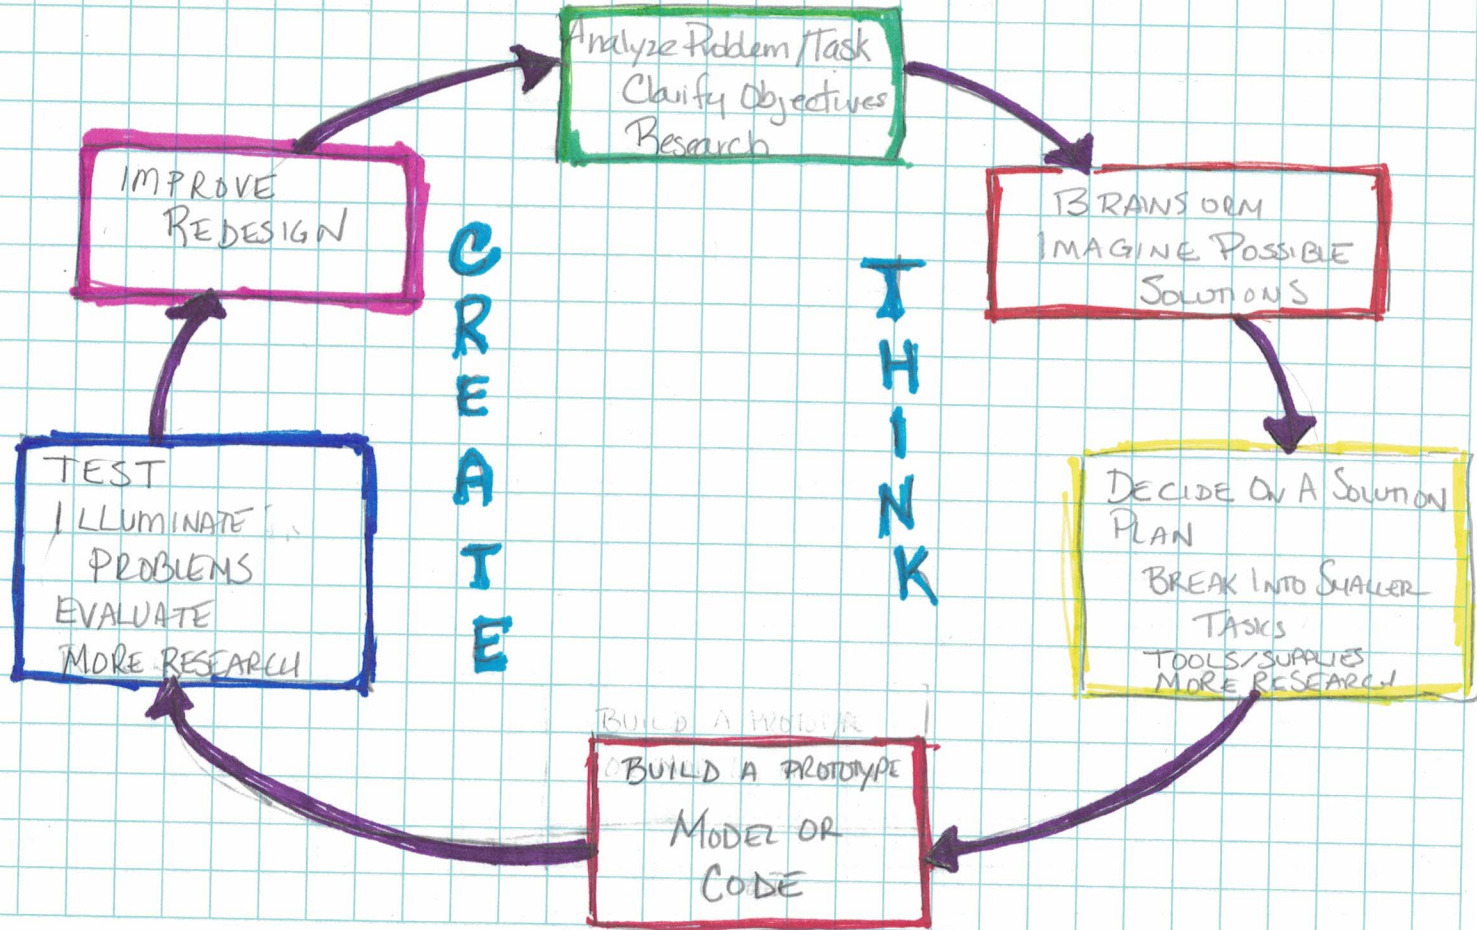 Analyze Problem/Task
Clarify Objectives
Research
BRAINSORM
IMAGINE POSSIBLE
SOLUTIONS
DECIDE ON A SOLUTION
PLAN
BREAK INTO SMALLER
TASKS
TOOLS/SUPPLIES
MORE RESEARCH
BUILD A PROTOTYPE
BUILD A PROTOTYPE
MODEL OR
CODE
TEST
ILLUMINATE
PROBLEMS
EVALUATE
MORE RESEARCH
IMPROVE
REDESIGN
CREATE
THINK